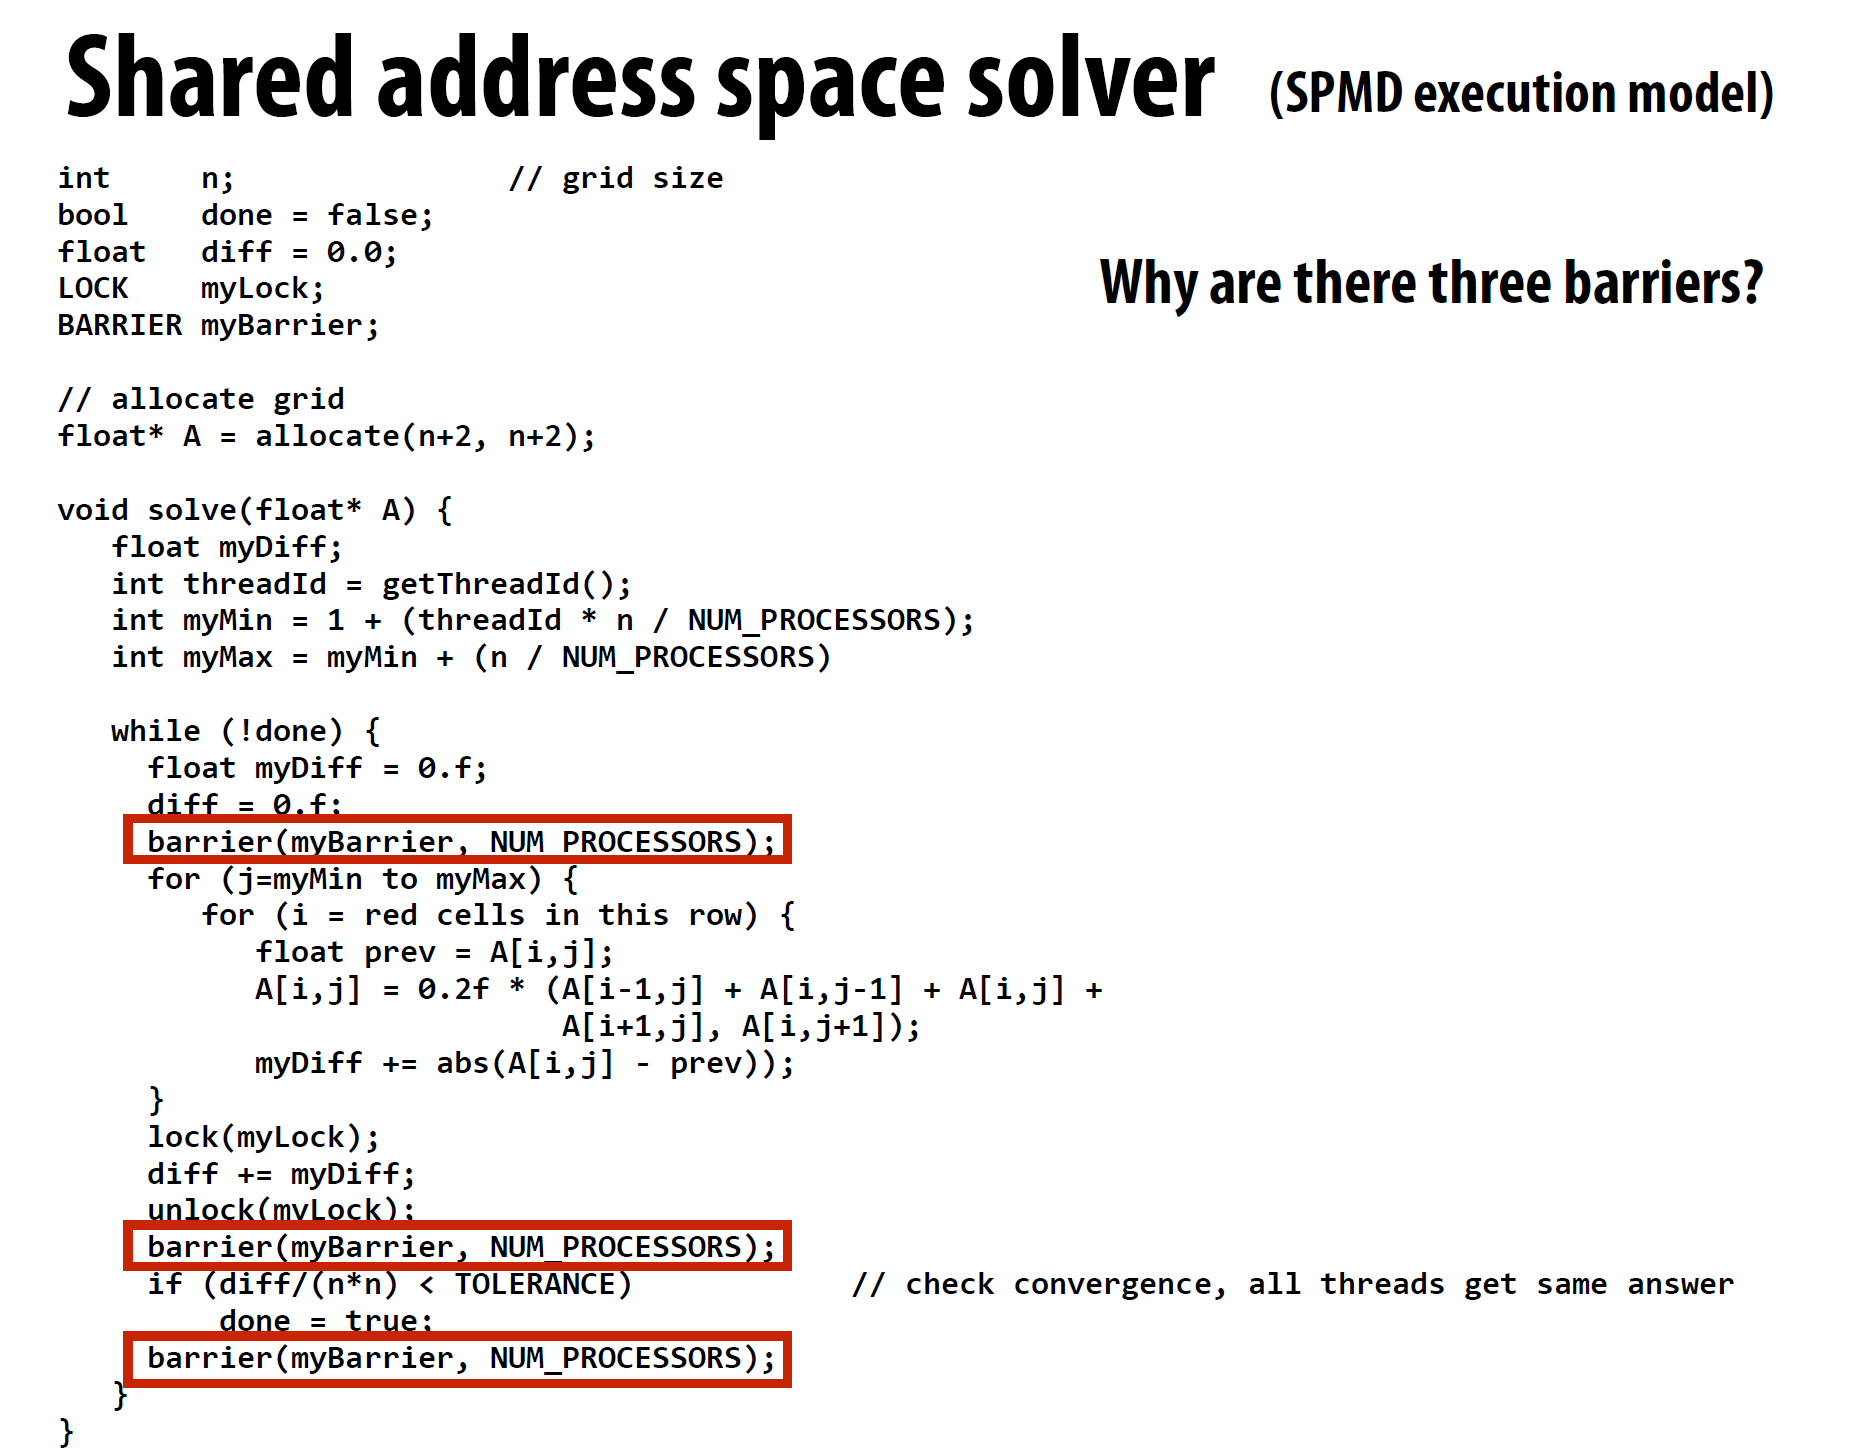 Shared address space solver (SPMD execution model)
int n; // grid size
bool done = false;
float diff = 0.0;
Why are there three barriers?
LOCK myLock;
BARRIER myBarrier;
// allocate grid
float* A = allocate(n+2, n+2);
void solve(float* A) {
float myDiff;
int threadId = getThreadId();
int myMin = 1 + (threadId * n / NUM_PROCESSORS);
int myMax = myMin + (n / NUM_PROCESSORS)
while (!done) {
float myDiff = 0.f;
diff = 0.f;
barrier(myBarrier, NUM_PROCESSORS);
for (j=myMin to myMax) {
for (i = red cells in this row) {
float prev = A[i,j];
A[i,j] = 0.2f * (A[i-1,j] + A[i,j-1] + A[i,j] +
A[i+1,j], A[i,j+1]);
myDiff += abs(A[i,j] - prev));
}
lock(myLock);
diff += myDiff;
unlock(myLock);
barrier(myBarrier, NUM_PROCESSORS);
if (diff/(n*n) < TOLERANCE) // check convergence, all threads get same answer
done = true;
barrier(myBarrier, NUM_PROCESSORS);
}
}